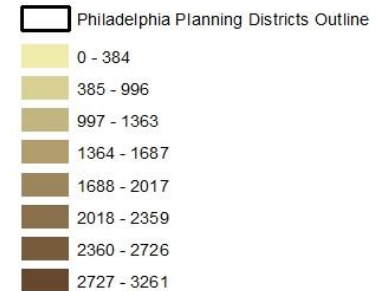 Philadelphia Planning Districts Outline
0 - 384
385 - 996
997 - 1363
1364 - 1687
1688 - 2017
2018 - 2359
2360 - 2726
2727 - 3261